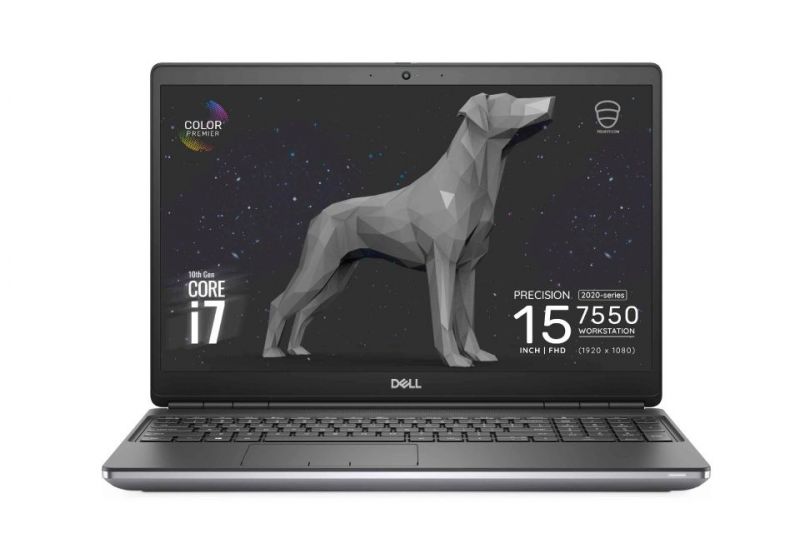 COLOR
PREMIER
10th Gen
CORE
i7
PRECISION
2020-series
15
7550
WORKSTATION
INCH | FHD
(1920 x 1080)
DELL